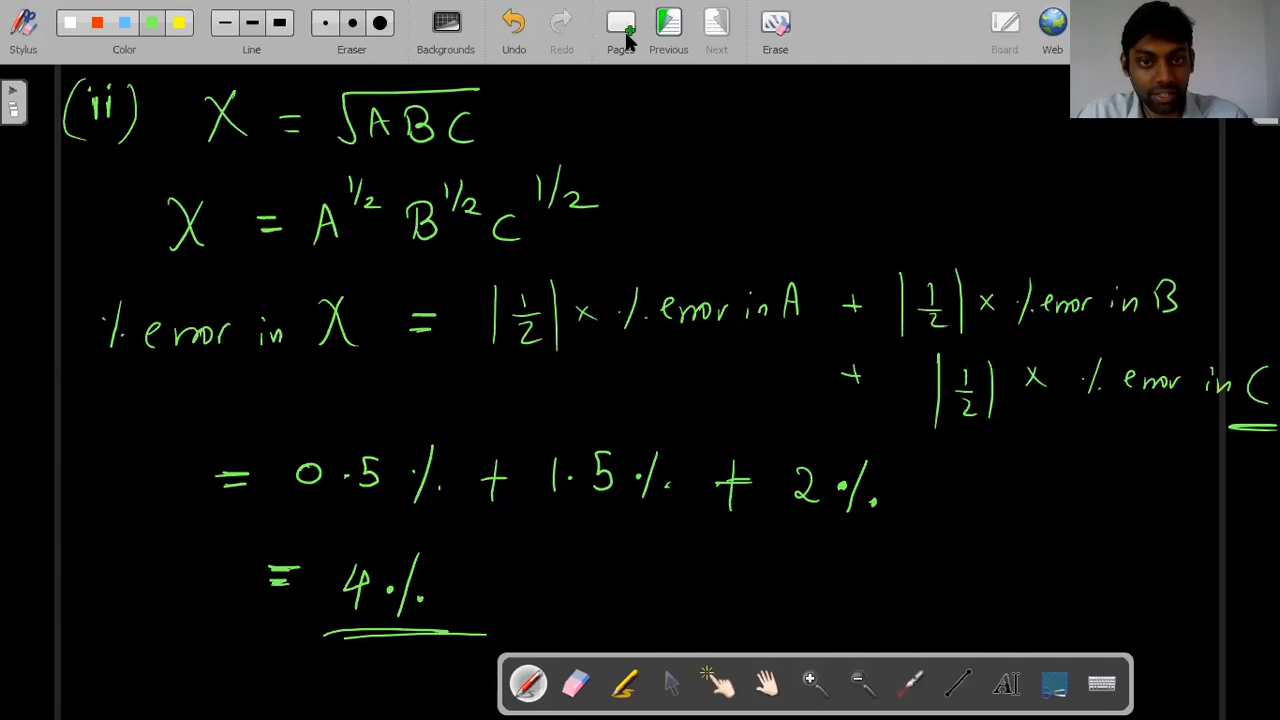 Stylus Color Line Eraser Backgrounds Undo Redo Pages Previous Next Erase Board Web
(ii) X = √ABC
X = A^1/2 B^1/2 C^1/2
% error in X = |1/2| × % error in A + |1/2| × % error in B
+ |1/2| × % error in C
= 0.5 % + 1.5 % + 2 %
= 4 %
AI